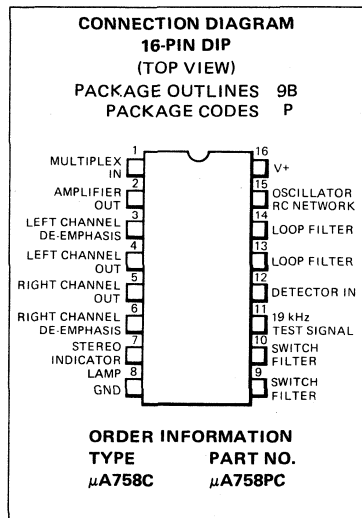 CONNECTION DIAGRAM
16-PIN DIP
(TOP VIEW)
PACKAGE OUTLINES 9B
PACKAGE CODES P
1
MULTIPLEX
IN
2
AMPLIFIER
OUT
3
LEFT CHANNEL
DE-EMPHASIS
4
LEFT CHANNEL
OUT
5
RIGHT CHANNEL
OUT
6
RIGHT CHANNEL
DE-EMPHASIS
7
STEREO
INDICATOR
LAMP
8
GND
16
V+
15
OSCILLATOR
RC NETWORK
14
LOOP FILTER
13
LOOP FILTER
12
DETECTOR IN
11
19 kHz
TEST SIGNAL
10
SWITCH
FILTER
9
SWITCH
FILTER
ORDER INFORMATION
TYPE PART NO.
μA758C μA758PC